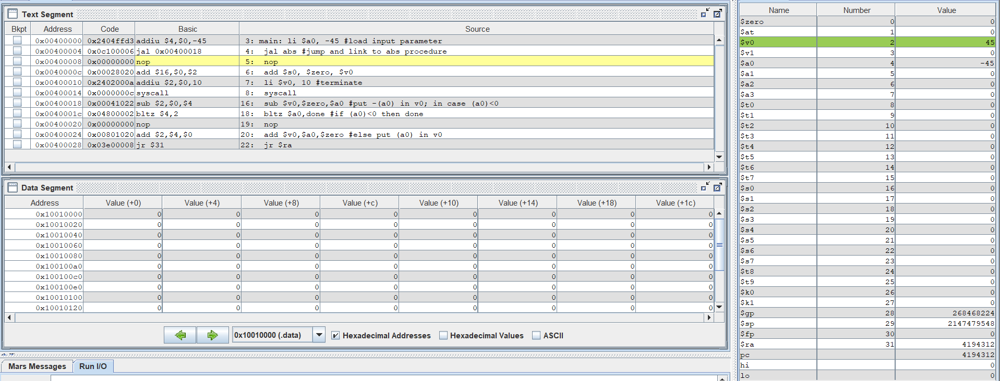 Text Segment
Bkpt Address Code Basic Source
0x00400000 0x2404ffd3 addiu $4,$0,-45 3: main: li $a0, -45 #load input parameter
0x00400004 0x0c100006 jal 0x00400018 4: jal abs #jump and link to abs procedure
0x00400008 0x00000000 nop 5: nop
0x0040000c 0x00028020 add $16,$0,$2 6: add $s0, $zero, $v0
0x00400010 0x2402000a addiu $2,$0,10 7: li $v0, 10 #terminate
0x00400014 0x0000000c syscall 8: syscall
0x00400018 0x00041022 sub $2,$0,$4 16: sub $v0,$zero,$a0 #put -(a0) in v0; in case (a0)<0
0x0040001c 0x04800002 bltz $4,2 18: bltz $a0,done #if (a0)<0 then done
0x00400020 0x00000000 nop 19: nop
0x00400024 0x00801020 add $2,$4,$0 20: add $v0,$a0,$zero #else put (a0) in v0
0x00400028 0x03e00008 jr $31 22: jr $ra
Data Segment
Address Value (+0) Value (+4) Value (+8) Value (+c) Value (+10) Value (+14) Value (+18) Value (+1c)
0x10010000 0 0 0 0 0 0 0 0
0x10010020 0 0 0 0 0 0 0 0
0x10010040 0 0 0 0 0 0 0 0
0x10010060 0 0 0 0 0 0 0 0
0x10010080 0 0 0 0 0 0 0 0
0x100100a0 0 0 0 0 0 0 0 0
0x100100c0 0 0 0 0 0 0 0 0
0x100100e0 0 0 0 0 0 0 0 0
0x10010100 0 0 0 0 0 0 0 0
0x10010120 0 0 0 0 0 0 0 0
0x10010000 (.data) Hexadecimal Addresses Hexadecimal Values ASCII
Mars Messages Run I/O
Name Number Value
$zero 0 0
$at 1 0
$v0 2 45
$v1 3 0
$a0 4 -45
$a1 5 0
$a2 6 0
$a3 7 0
$t0 8 0
$t1 9 0
$t2 10 0
$t3 11 0
$t4 12 0
$t5 13 0
$t6 14 0
$t7 15 0
$s0 16 0
$s1 17 0
$s2 18 0
$s3 19 0
$s4 20 0
$s5 21 0
$s6 22 0
$s7 23 0
$t8 24 0
$t9 25 0
$k0 26 0
$k1 27 0
$gp 28 268468224
$sp 29 2147479548
$fp 30 0
$ra 31 4194312
pc 4194312
hi 0
lo 0